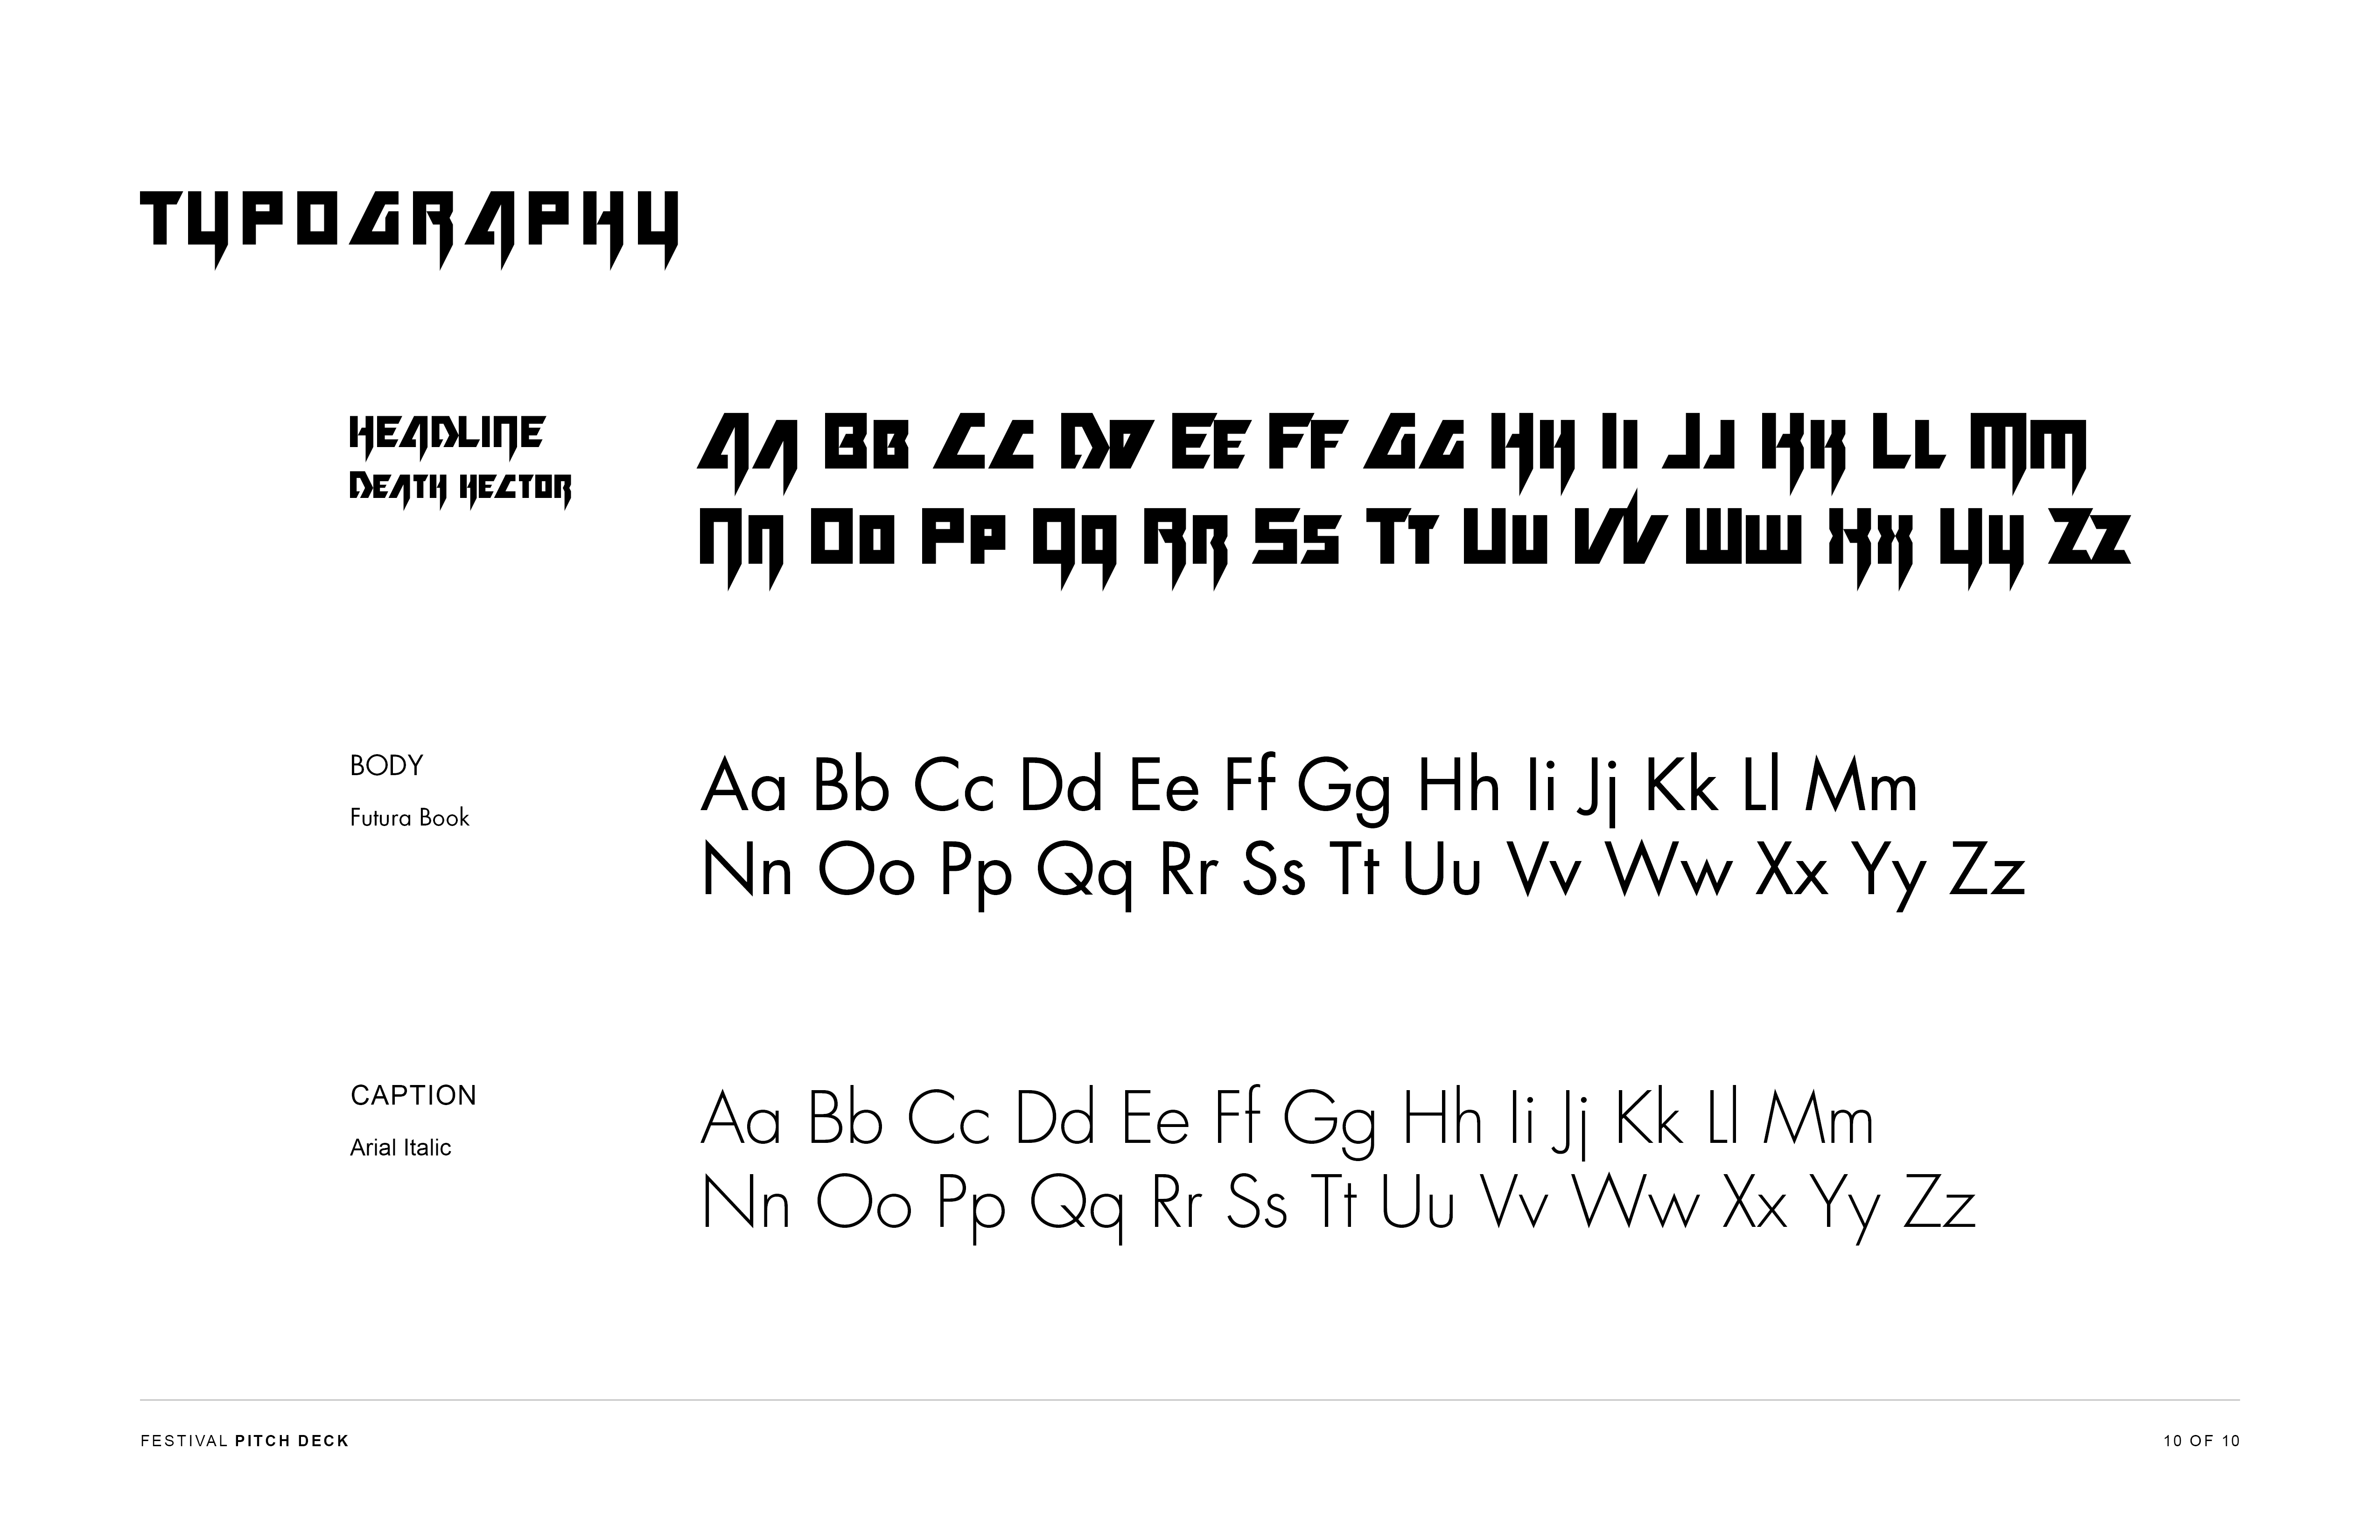 TYPOGRAPHY
HEADLINE
DEATH HECTOR
Aa Bb Cc Dd Ee Ff Gg Hh Ii Jj Kk Ll Mm
Nn Oo Pp Qq Rr Ss Tt Uu Vv Ww Xx Yy Zz
BODY
Futura Book
Aa Bb Cc Dd Ee Ff Gg Hh Ii Jj Kk Ll Mm
Nn Oo Pp Qq Rr Ss Tt Uu Vv Ww Xx Yy Zz
CAPTION
Arial Italic
Aa Bb Cc Dd Ee Ff Gg Hh Ii Jj Kk Ll Mm
Nn Oo Pp Qq Rr Ss Tt Uu Vv Ww Xx Yy Zz
FESTIVAL PITCH DECK
10 OF 10